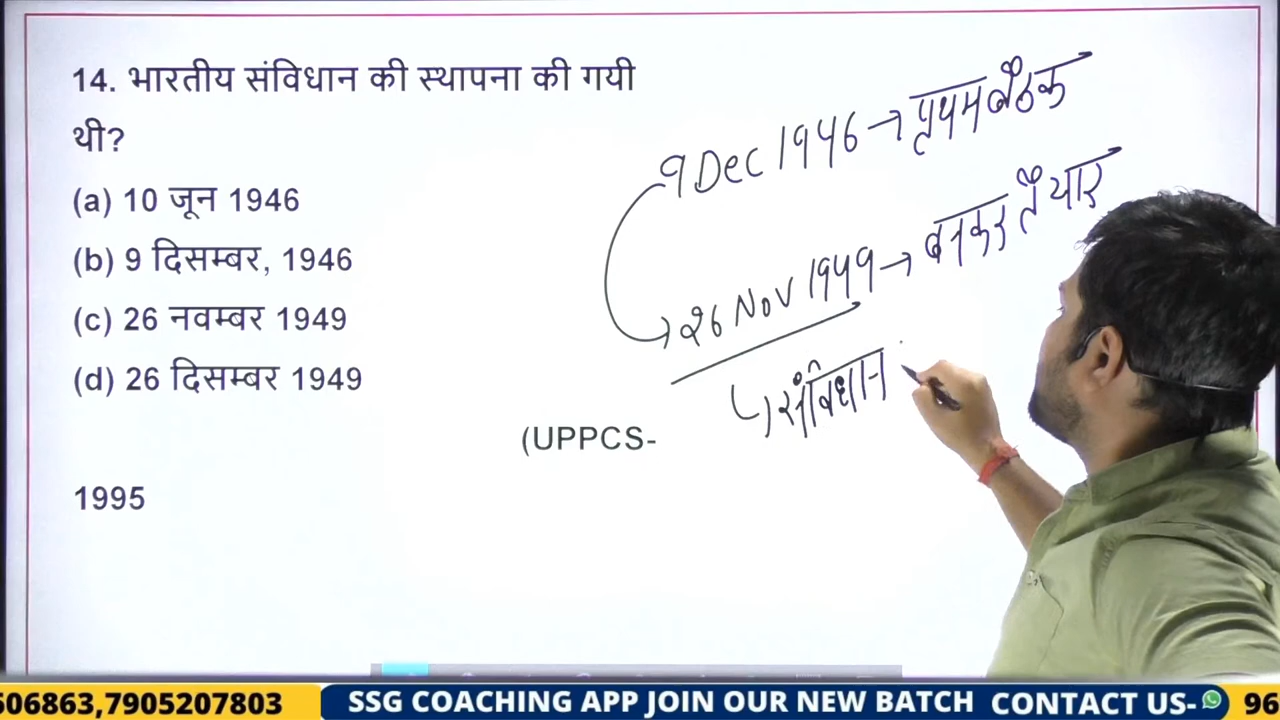 14. भारतीय संविधान की स्थापना की गयी
थी?
(a) 10 जून 1946
(b) 9 दिसम्बर, 1946
(c) 26 नवम्बर 1949
(d) 26 दिसम्बर 1949
(UPPCS-
1995
9 Dec 1946 → प्रथम बैठक
→ २6 Nov 1949 → बनकर तैयार
↳ संविधान
506863,7905207803
SSG COACHING APP JOIN OUR NEW BATCH CONTACT US-
96